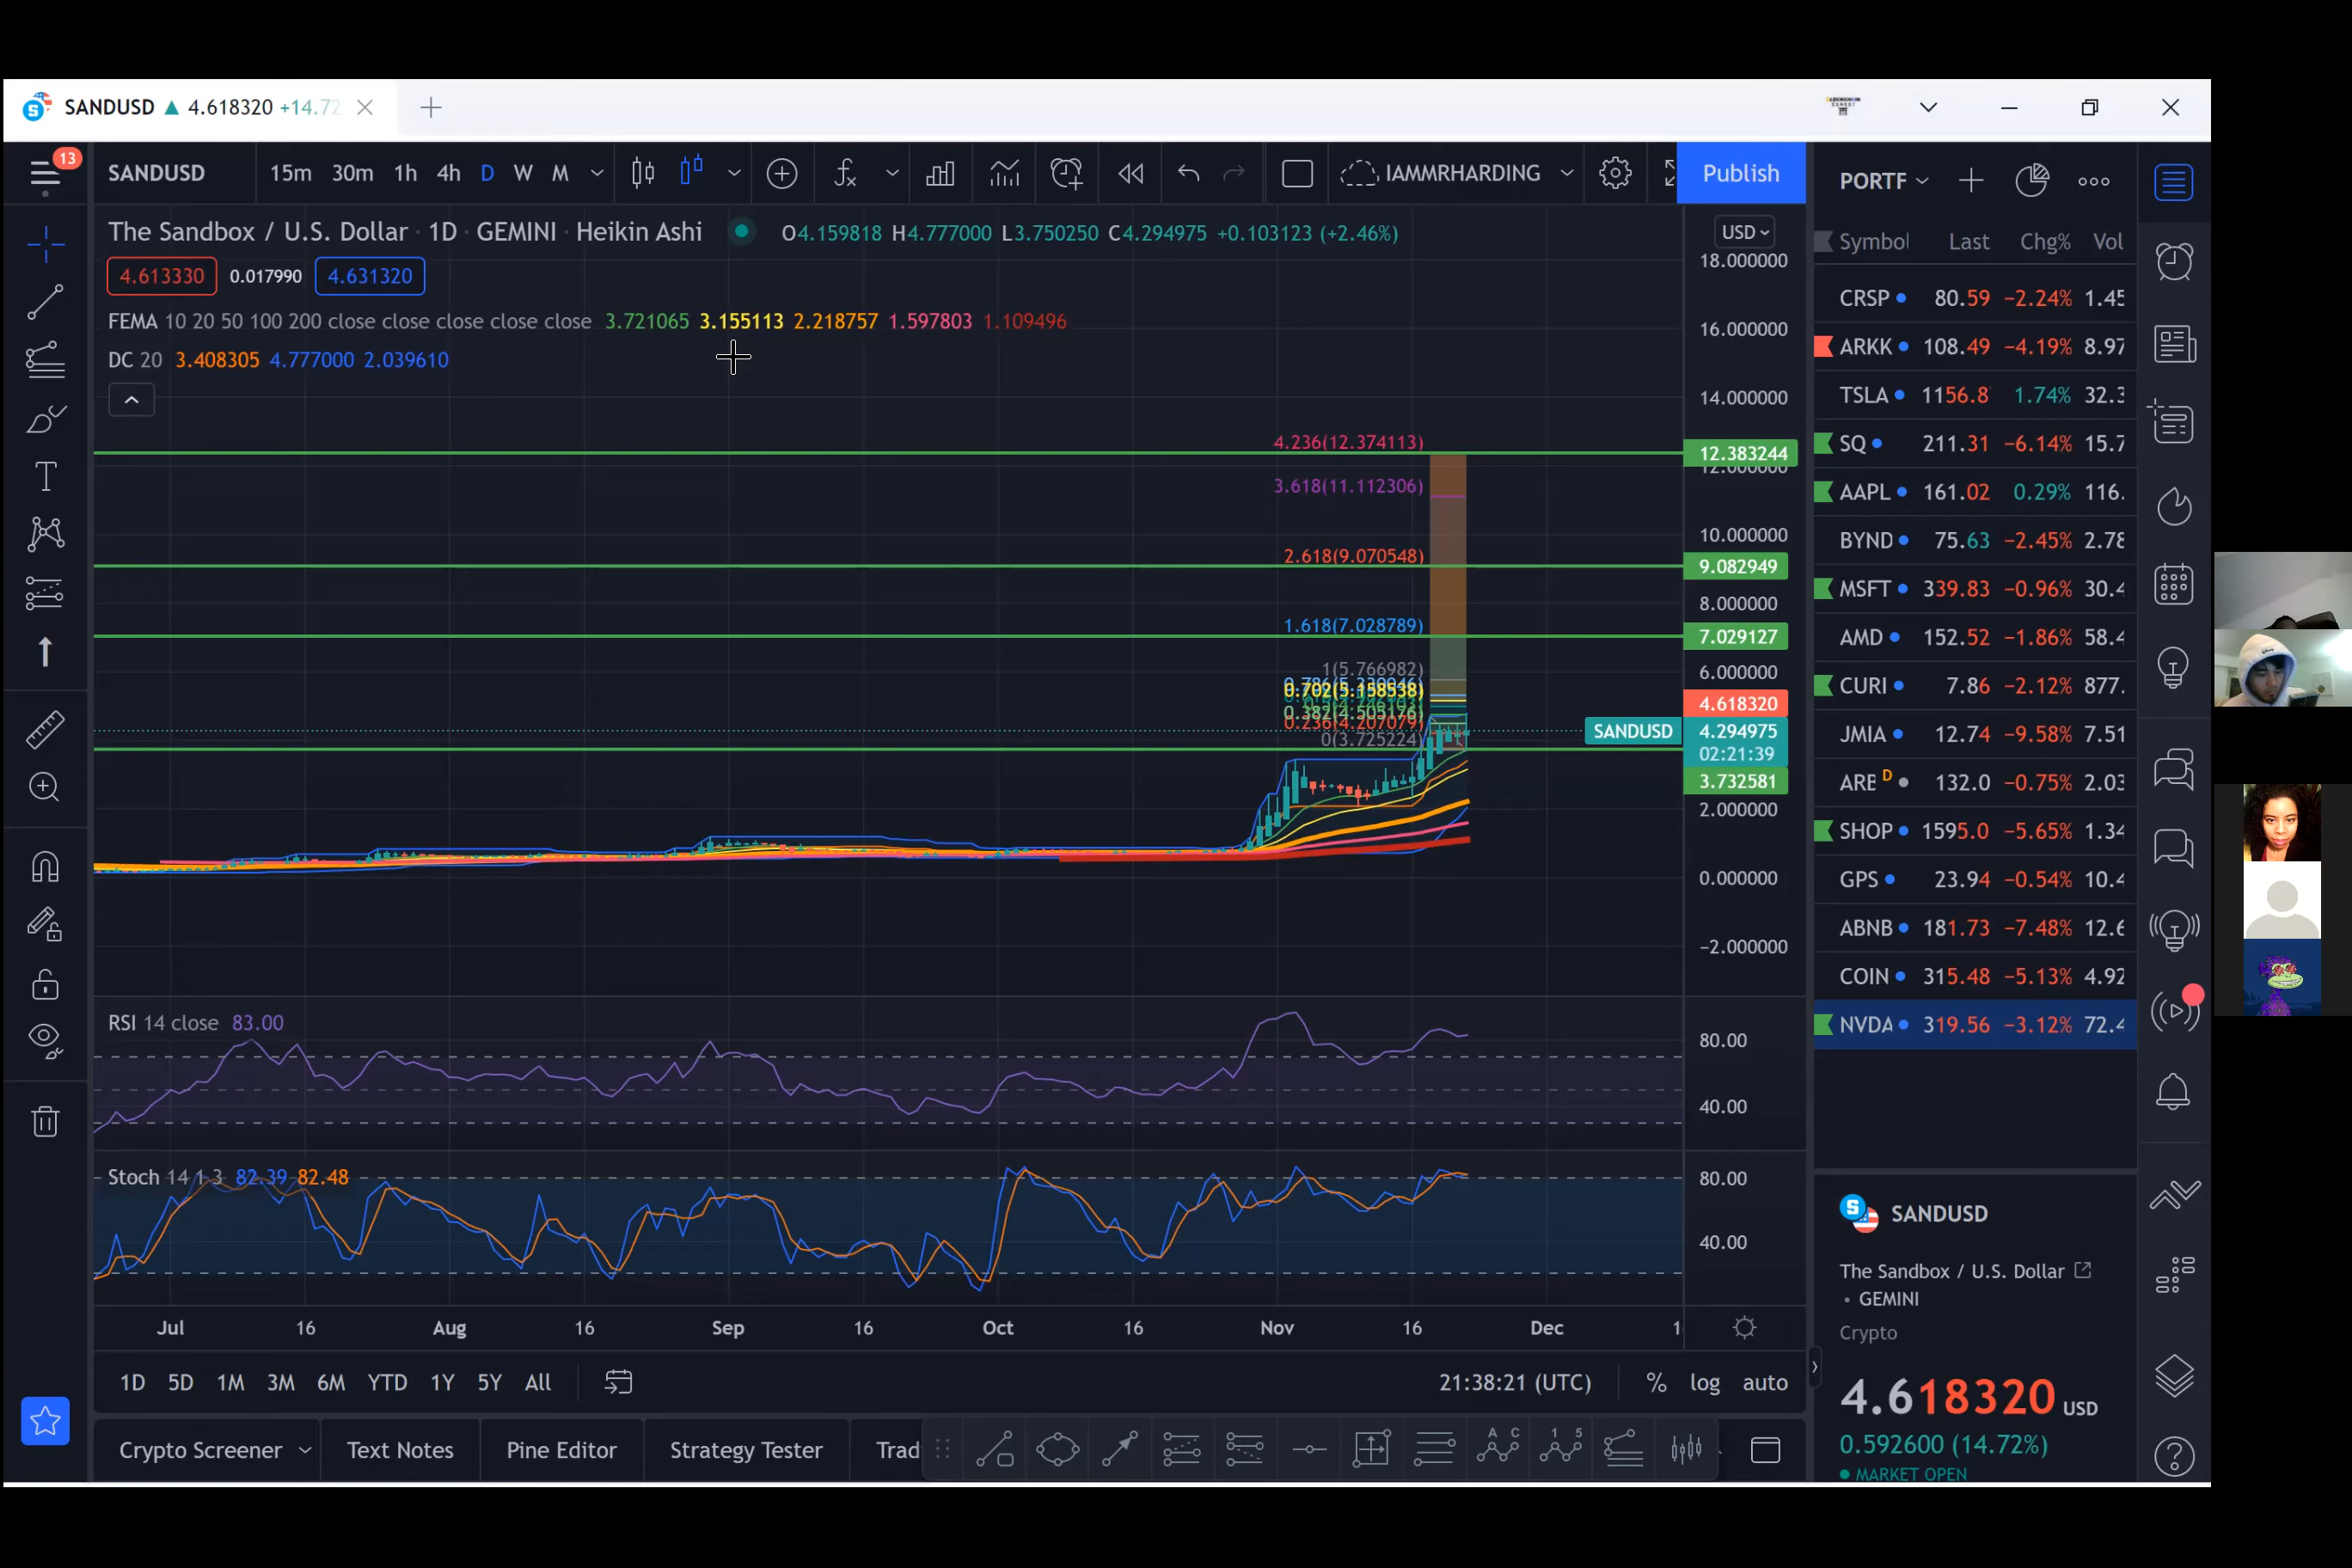 SANDUSD ▲ 4.618320 +14.72
13
SANDUSD 15m 30m 1h 4h D W M IAMMRHARDING Publish
The Sandbox / U.S. Dollar · 1D · GEMINI · Heikin Ashi O4.159818 H4.777000 L3.750250 C4.294975 +0.103123 (+2.46%)
4.613330 0.017990 4.631320
FEMA 10 20 50 100 200 close close close close close 3.721065 3.155113 2.218757 1.597803 1.109496
DC 20 3.408305 4.777000 2.039610
USD
18.000000
16.000000
14.000000
4.236(12.374113)
12.383244
12.000000
3.618(11.112306)
10.000000
2.618(9.070548)
9.082949
8.000000
1.618(7.028789)
7.029127
1(5.766982)
6.000000
0.702(5.158538)
4.618320
0.382(4.505176)
0.236(4.207079)
SANDUSD 4.294975
0(3.725224)
02:21:39
3.732581
2.000000
0.000000
−2.000000
RSI 14 close 83.00
80.00
40.00
Stoch 14 1 3 82.39 82.48
80.00
40.00
Jul 16 Aug 16 Sep 16 Oct 16 Nov 16 Dec
1D 5D 1M 3M 6M YTD 1Y 5Y All 21:38:21 (UTC) % log auto
Crypto Screener Text Notes Pine Editor Strategy Tester Trad
A C
1 5
PORTF
Symbol Last Chg% Vol
CRSP 80.59 −2.24% 1.45
ARKK 108.49 −4.19% 8.97
TSLA 1156.8 1.74% 32.3
SQ 211.31 −6.14% 15.7
AAPL 161.02 0.29% 116.
BYND 75.63 −2.45% 2.78
MSFT 339.83 −0.96% 30.4
AMD 152.52 −1.86% 58.4
CURI 7.86 −2.12% 877.
JMIA 12.74 −9.58% 7.51
ARE D 132.0 −0.75% 2.03
SHOP 1595.0 −5.65% 1.34
GPS 23.94 −0.54% 10.4
ABNB 181.73 −7.48% 12.6
COIN 315.48 −5.13% 4.92
NVDA 319.56 −3.12% 72.4
SANDUSD
The Sandbox / U.S. Dollar
• GEMINI
Crypto
4.618320 USD
0.592600 (14.72%)
MARKET OPEN